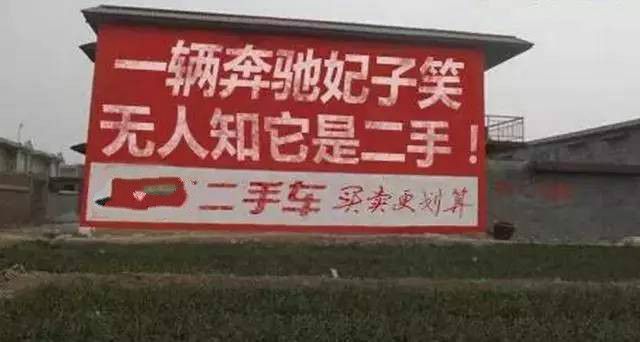 一辆奔驰妃子笑
无人知它是二手！
二手车 买卖更划算